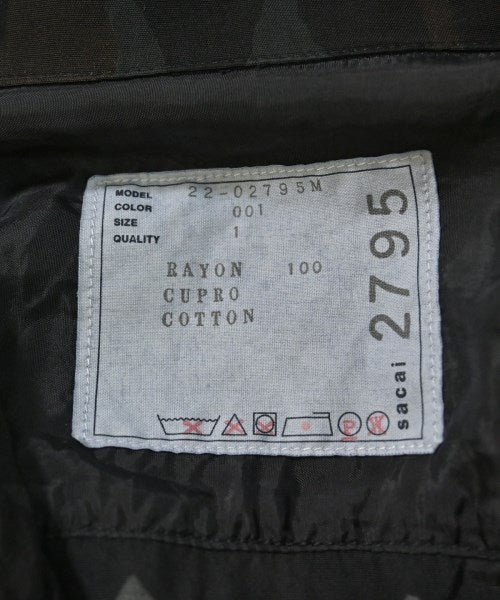 MODEL 22-02795M
COLOR 001
SIZE 1
QUALITY
RAYON 100
CUPRO
COTTON
P W
sacai 2795